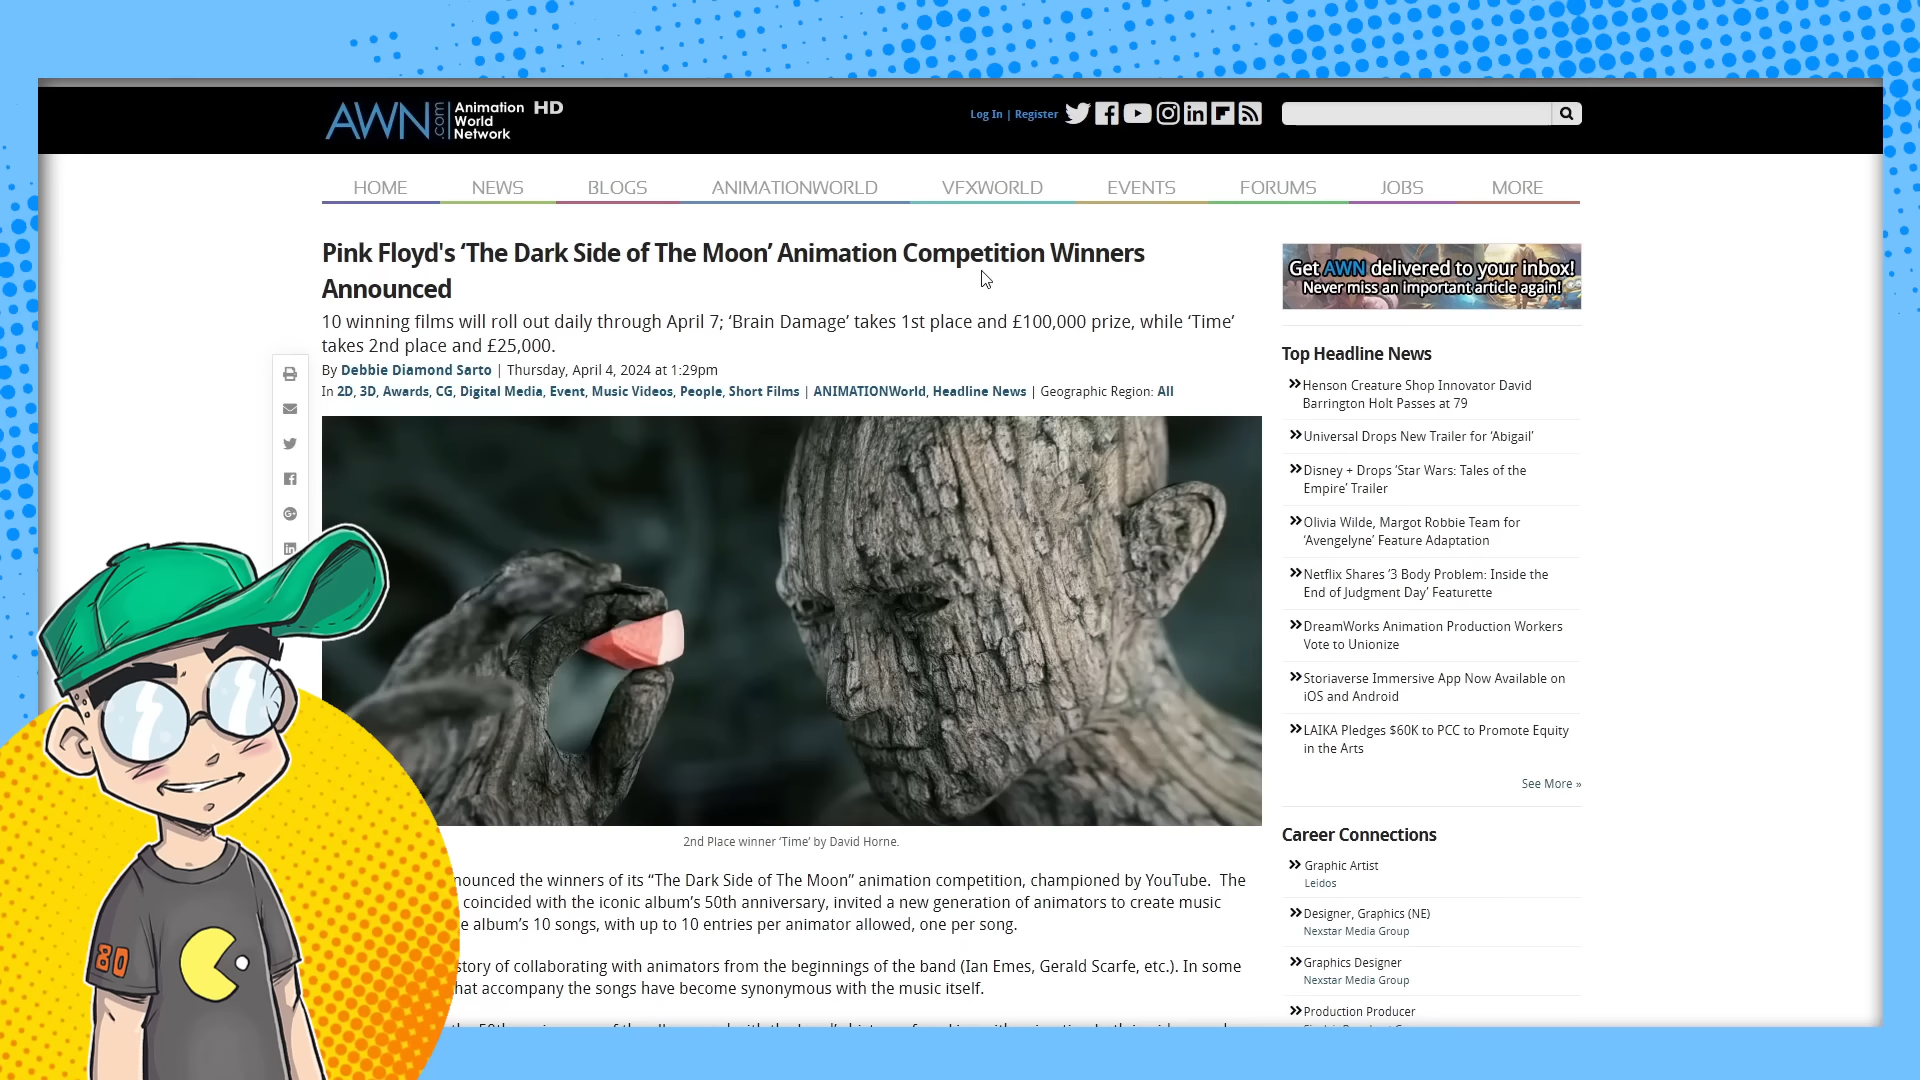 AWN.com
Animation
World
Network
HD
Log In | Register
HOME
NEWS
BLOGS
ANIMATIONWORLD
VFXWORLD
EVENTS
FORUMS
JOBS
MORE
Pink Floyd's ‘The Dark Side of The Moon’ Animation Competition Winners
Announced
10 winning films will roll out daily through April 7; ‘Brain Damage’ takes 1st place and £100,000 prize, while ‘Time’
takes 2nd place and £25,000.
By Debbie Diamond Sarto | Thursday, April 4, 2024 at 1:29pm
In 2D, 3D, Awards, CG, Digital Media, Event, Music Videos, People, Short Films | ANIMATIONWorld, Headline News | Geographic Region: All
2nd Place winner ‘Time’ by David Horne.
nounced the winners of its “The Dark Side of The Moon” animation competition, championed by YouTube. The
coincided with the iconic album’s 50th anniversary, invited a new generation of animators to create music
e album’s 10 songs, with up to 10 entries per animator allowed, one per song.
story of collaborating with animators from the beginnings of the band (Ian Emes, Gerald Scarfe, etc.). In some
hat accompany the songs have become synonymous with the music itself.
80
Get AWN delivered to your inbox!
Never miss an important article again!
Top Headline News
Henson Creature Shop Innovator David
Barrington Holt Passes at 79
Universal Drops New Trailer for ‘Abigail’
Disney + Drops ‘Star Wars: Tales of the
Empire’ Trailer
Olivia Wilde, Margot Robbie Team for
‘Avengelyne’ Feature Adaptation
Netflix Shares ‘3 Body Problem: Inside the
End of Judgment Day’ Featurette
DreamWorks Animation Production Workers
Vote to Unionize
Storiaverse Immersive App Now Available on
iOS and Android
LAIKA Pledges $60K to PCC to Promote Equity
in the Arts
See More »
Career Connections
Graphic Artist
Leidos
Designer, Graphics (NE)
Nexstar Media Group
Graphics Designer
Nexstar Media Group
Production Producer